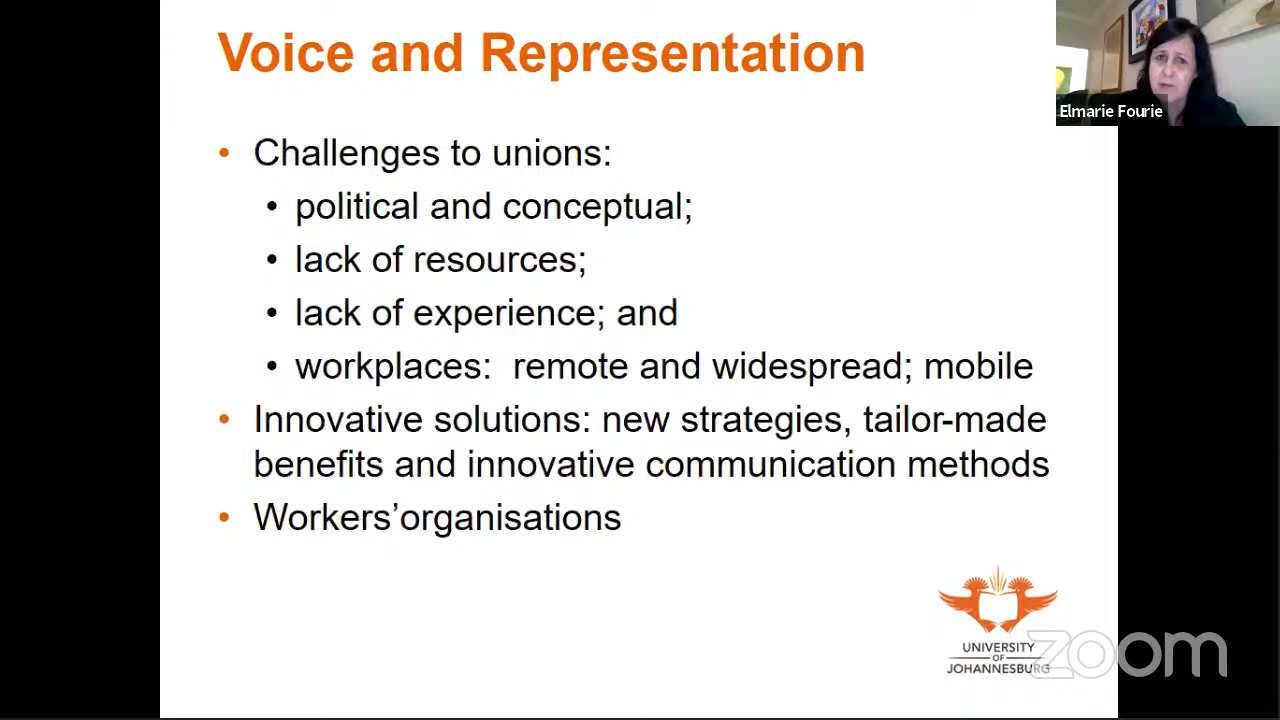 Voice and Representation
Elmarie Fourie
• Challenges to unions:
• political and conceptual;
• lack of resources;
• lack of experience; and
• workplaces: remote and widespread; mobile
• Innovative solutions: new strategies, tailor-made
benefits and innovative communication methods
• Workers’organisations
UNIVERSITY
OF
JOHANNESBURG
zoom